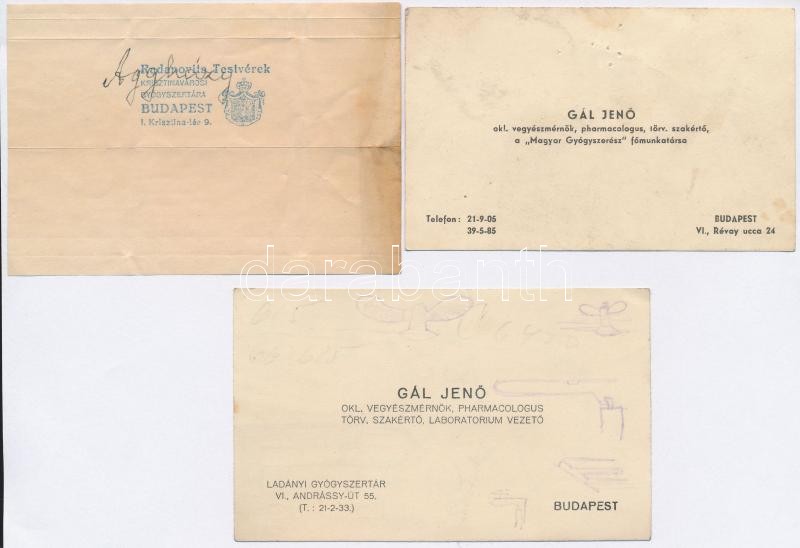 Radanovits Testvérek
KRISZTINAVÁROSI
GYÓGYSZERTÁRA
BUDAPEST
I. Krisztina-tér 9.
GÁL JENŐ
okl. vegyészmérnök, pharmacologus, törv. szakértő,
a „Magyar Gyógyszerész" főmunkatársa
Telefon: 21-9-05
39-5-85
BUDAPEST
VI., Révay ucca 24
darabanth
GÁL JENŐ
OKL. VEGYÉSZMÉRNÖK, PHARMACOLOGUS
TÖRV. SZAKÉRTŐ, LABORATORIUM VEZETŐ
LADÁNYI GYÓGYSZERTÁR
VI., ANDRÁSSY-ÚT 55.
(T.: 21-2-33.)
BUDAPEST